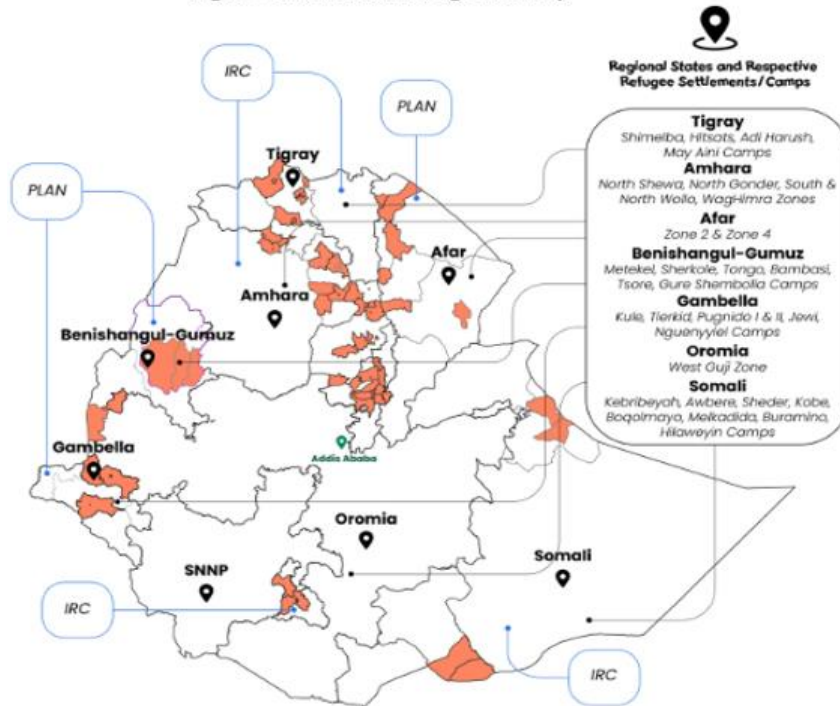 IRC
PLAN
Regional States and Respective
Refugee Settlements/Camps
Tigray
Shimelba, Hitsats, Adi Harush,
May Aini Camps
Amhara
North Shewa, North Gonder, South &
North Wollo, WagHimra Zones
Afar
Zone 2 & Zone 4
Benishangul-Gumuz
Metekel, Sherkole, Tongo, Bambasi,
Tsore, Gure Shembolla Camps
Gambella
Kule, Tierkid, Pugnido I & II, Jewi,
Nguenyyiel Camps
Oromia
West Guji Zone
Somali
Kebribeyah, Awbere, Sheder, Kobe,
Boqolmayo, Melkadida, Buramino,
Hilaweyin Camps
Tigray
PLAN
Afar
Amhara
Benishangul-Gumuz
Gambella
Addis Ababa
Oromia
SNNP
Somali
IRC
IRC